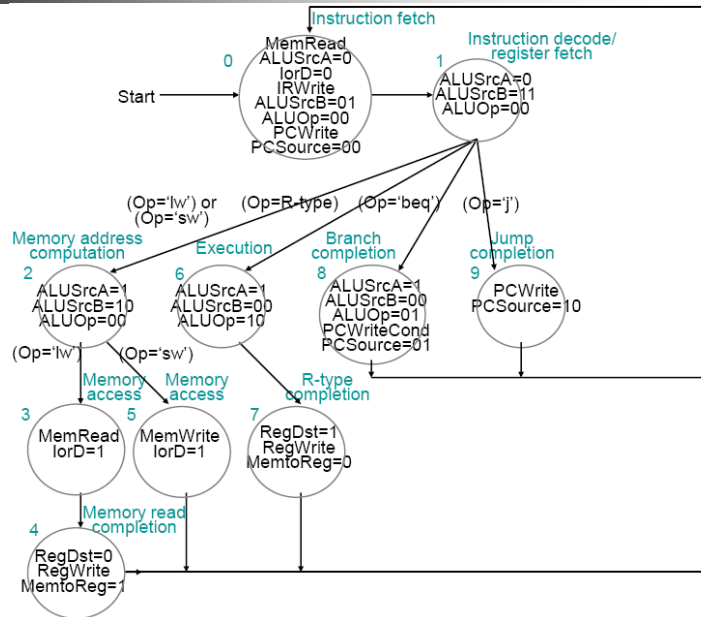 Instruction fetch
0
MemRead
ALUSrcA=0
IorD=0
IRWrite
ALUSrcB=01
ALUOp=00
PCWrite
PCSource=00
Start
Instruction decode/
register fetch
1
ALUSrcA=0
ALUSrcB=11
ALUOp=00
(Op=‘lw’) or
(Op=‘sw’)
(Op=R-type)
(Op=‘beq’)
(Op=‘j’)
Memory address
computation
2
ALUSrcA=1
ALUSrcB=10
ALUOp=00
Execution
6
ALUSrcA=1
ALUSrcB=00
ALUOp=10
Branch
completion
8
ALUSrcA=1
ALUSrcB=00
ALUOp=01
PCWriteCond
PCSource=01
Jump
completion
9
PCWrite
PCSource=10
(Op=‘lw’)
(Op=‘sw’)
Memory
access
3
MemRead
IorD=1
Memory
access
5
MemWrite
IorD=1
R-type
completion
7
RegDst=1
RegWrite
MemtoReg=0
Memory read
completion
4
RegDst=0
RegWrite
MemtoReg=1